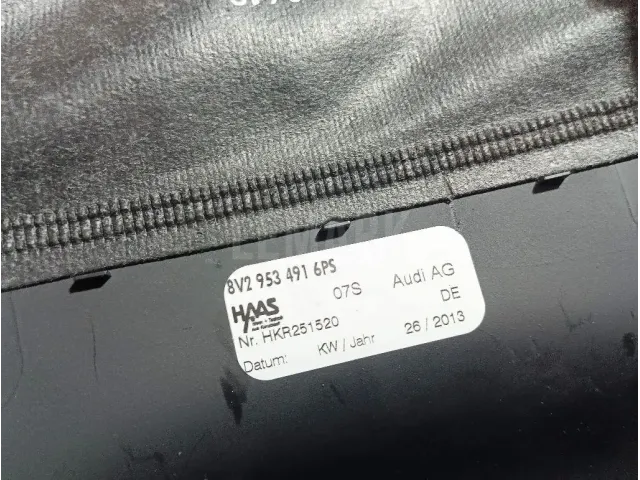 8V2 953 491 6PS
HAAS 07S Audi AG
Nr. HKR251520 DE
Datum: KW / Jahr 26 / 2013